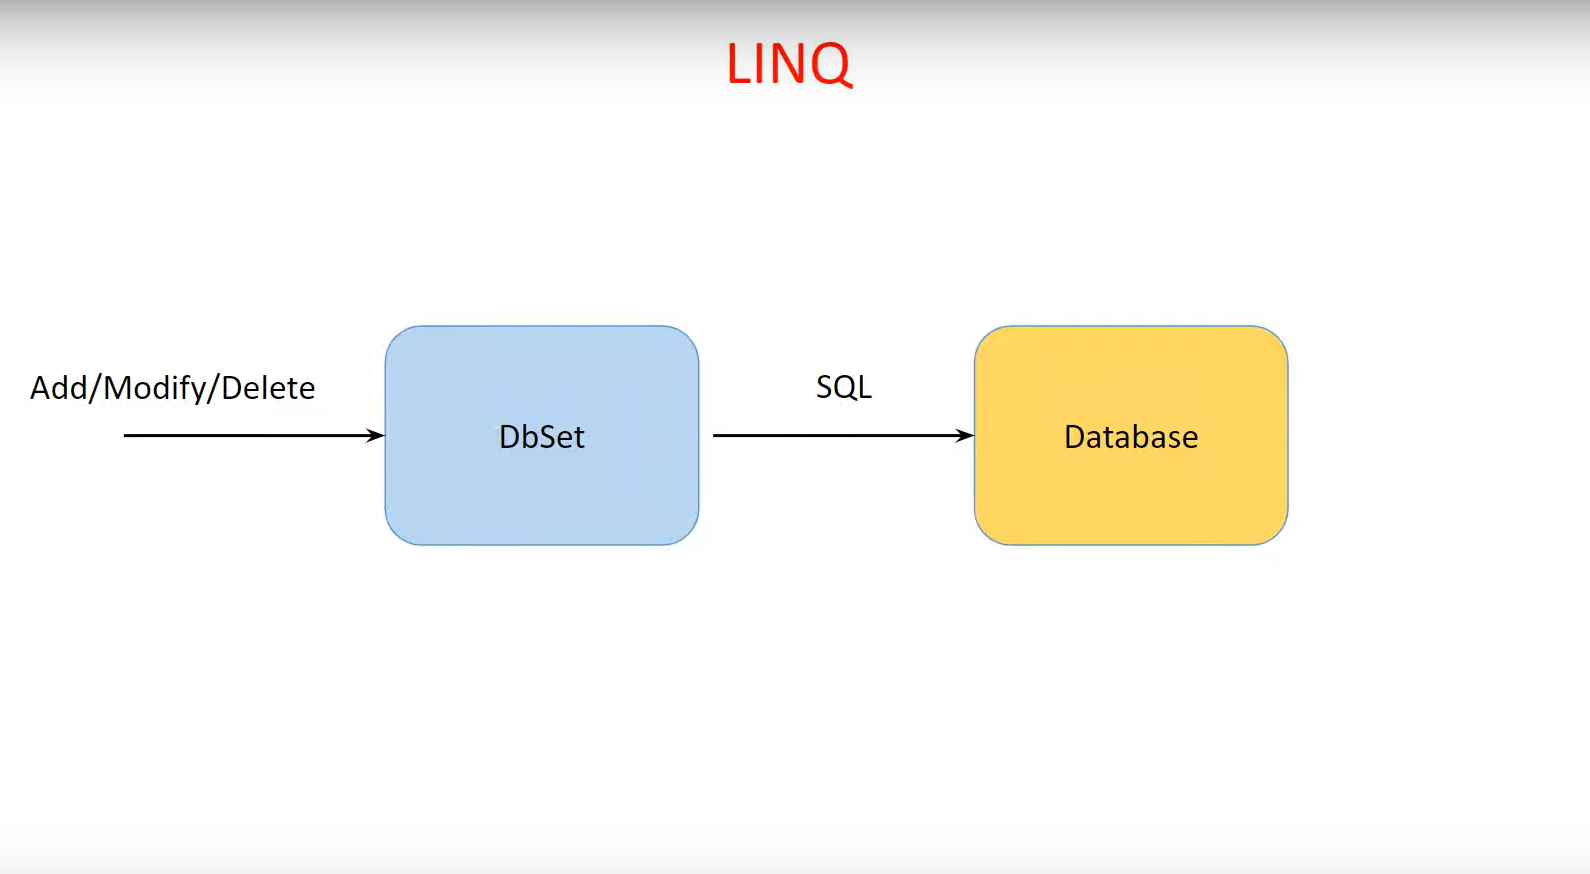 LINQ
Add/Modify/Delete
DbSet
SQL
Database